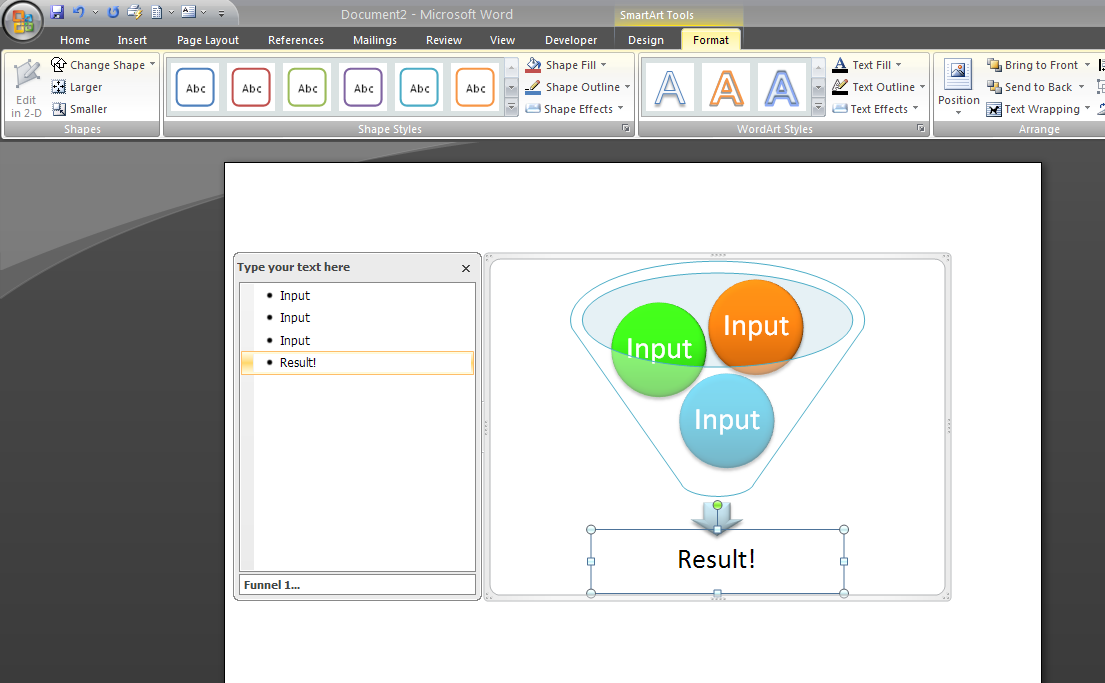 Document2 - Microsoft Word
SmartArt Tools
Home Insert Page Layout References Mailings Review View Developer Design Format
Edit in 2-D
Change Shape
Larger
Smaller
Shapes
Abc Abc Abc Abc Abc Abc
Shape Fill
Shape Outline
Shape Effects
Shape Styles
A A A
Text Fill
Text Outline
Text Effects
WordArt Styles
Position
Bring to Front
Send to Back
Text Wrapping
Arrange
Type your text here
Input
Input
Input
Result!
Funnel 1...
Input
Input
Input
Result!